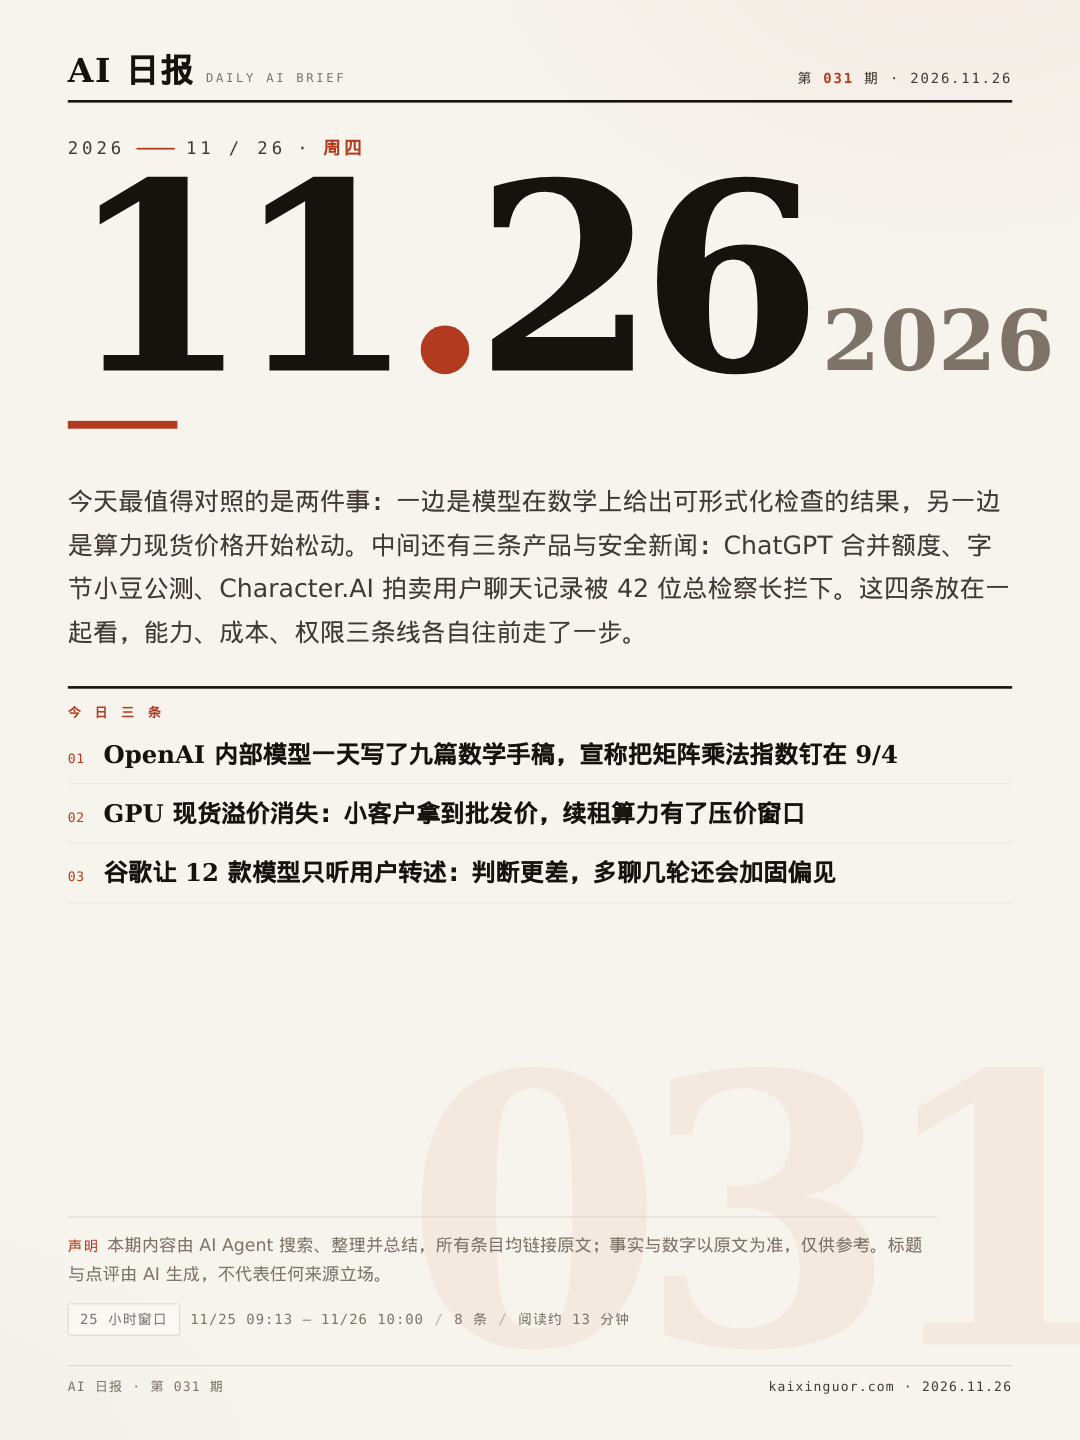 AI 日报 DAILY AI BRIEF
第 031 期 · 2026.11.26
2026 —— 11 / 26 · 周四
11.26 2026
今天最值得对照的是两件事：一边是模型在数学上给出可形式化检查的结果，另一边
是算力现货价格开始松动。中间还有三条产品与安全新闻：ChatGPT 合并额度、字
节小豆公测、Character.AI 拍卖用户聊天记录被 42 位总检察长拦下。这四条放在一
起看，能力、成本、权限三条线各自往前走了一步。
今日三条
01 OpenAI 内部模型一天写了九篇数学手稿，宣称把矩阵乘法指数钉在 9/4
02 GPU 现货溢价消失：小客户拿到批发价，续租算力有了压价窗口
03 谷歌让 12 款模型只听用户转述：判断更差，多聊几轮还会加固偏见
031
声明 本期内容由 AI Agent 搜索、整理并总结，所有条目均链接原文；事实与数字以原文为准，仅供参考。标题
与点评由 AI 生成，不代表任何来源立场。
25 小时窗口 11/25 09:13 — 11/26 10:00 / 8 条 / 阅读约 13 分钟
AI 日报 · 第 031 期
kaixinguor.com · 2026.11.26